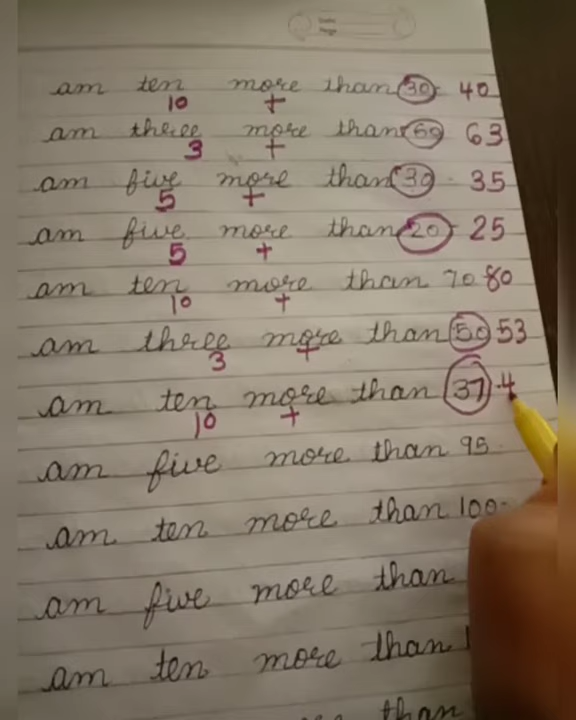 am ten more than 30 40
10 +
am three more than 60 63
3 +
am five more than 30 35
5 +
am five more than 20 25
5 +
am ten more than 70 80
10 +
am three more than 50 53
3 +
am ten more than 37 4
10 +
am five more than 95
am ten more than 100
am five more than
am ten more than
than